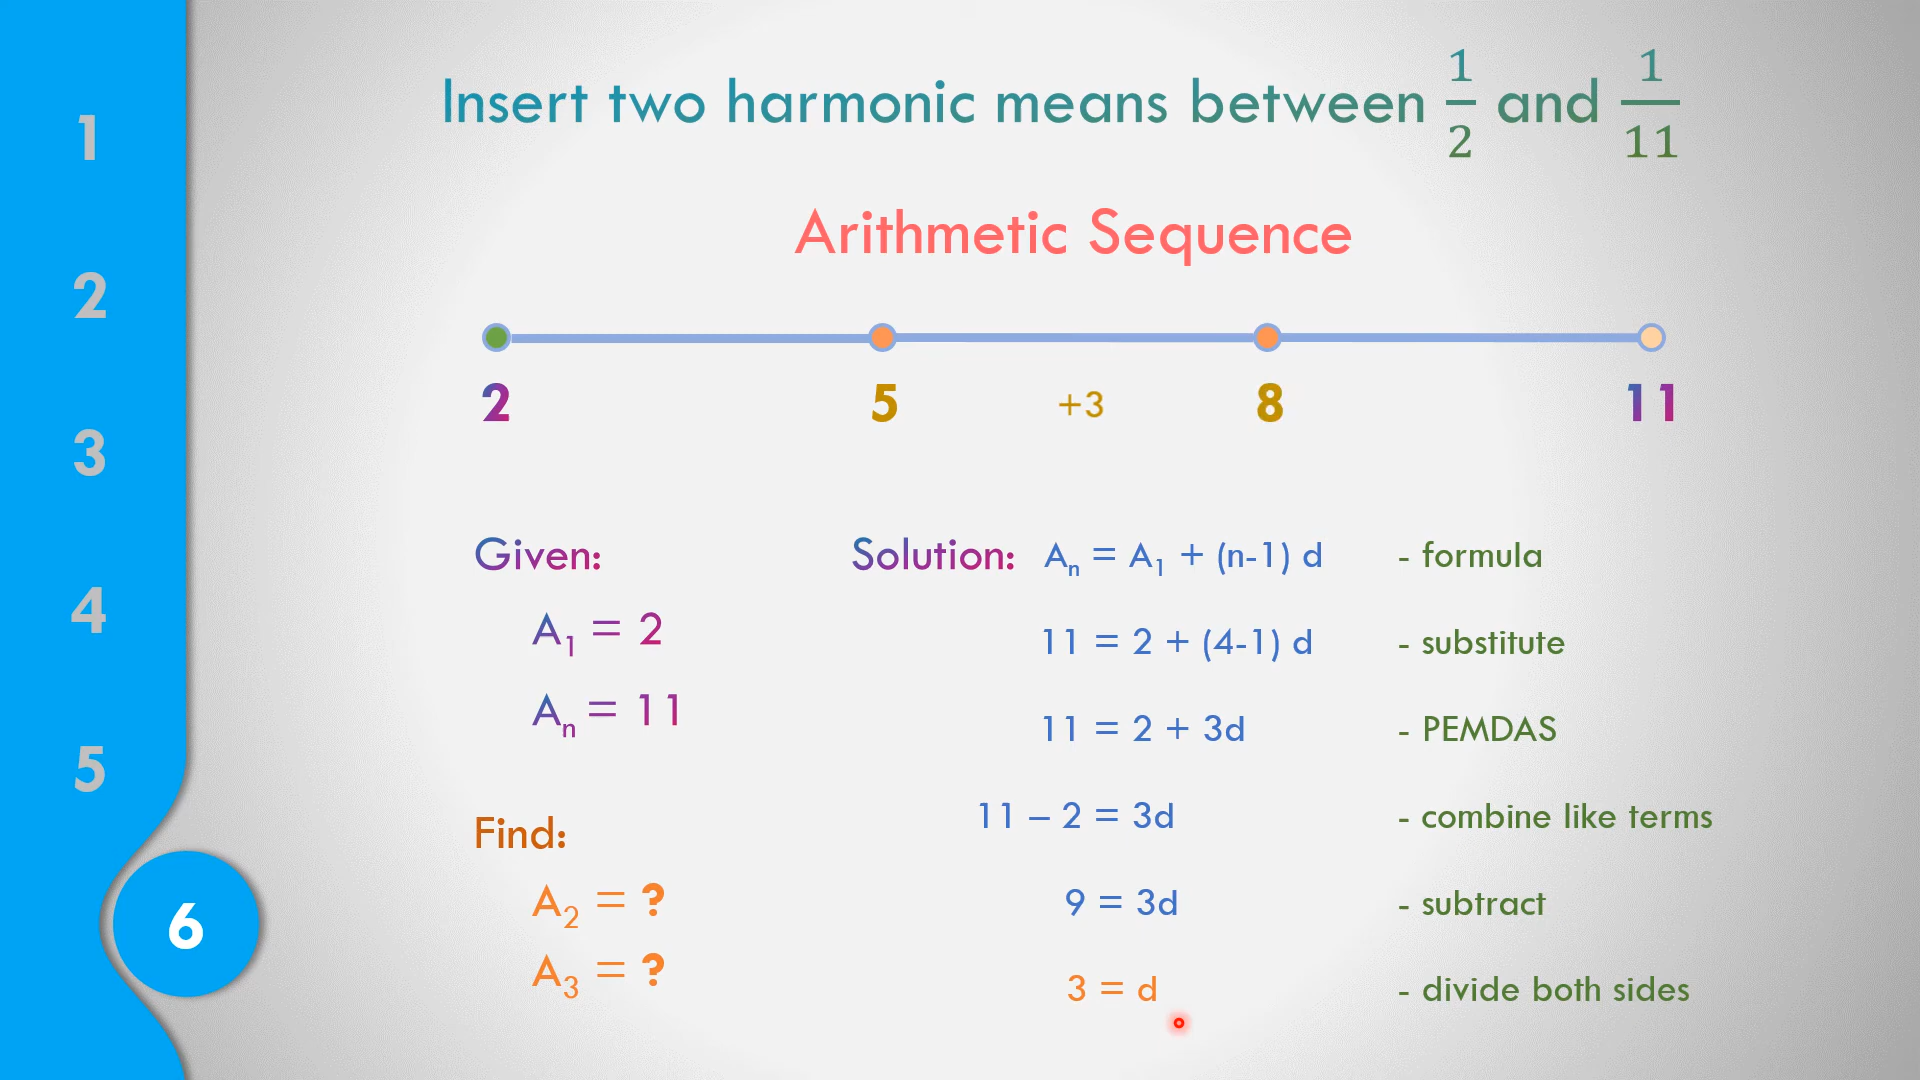 1
2
3
4
5
6
Insert two harmonic means between 1/2 and 1/11
Arithmetic Sequence
2 5 +3 8 11
Given:
A₁ = 2
Aₙ = 11
Find:
A₂ = ?
A₃ = ?
Solution: Aₙ = A₁ + (n-1) d - formula
11 = 2 + (4-1) d - substitute
11 = 2 + 3d - PEMDAS
11 – 2 = 3d - combine like terms
9 = 3d - subtract
3 = d - divide both sides